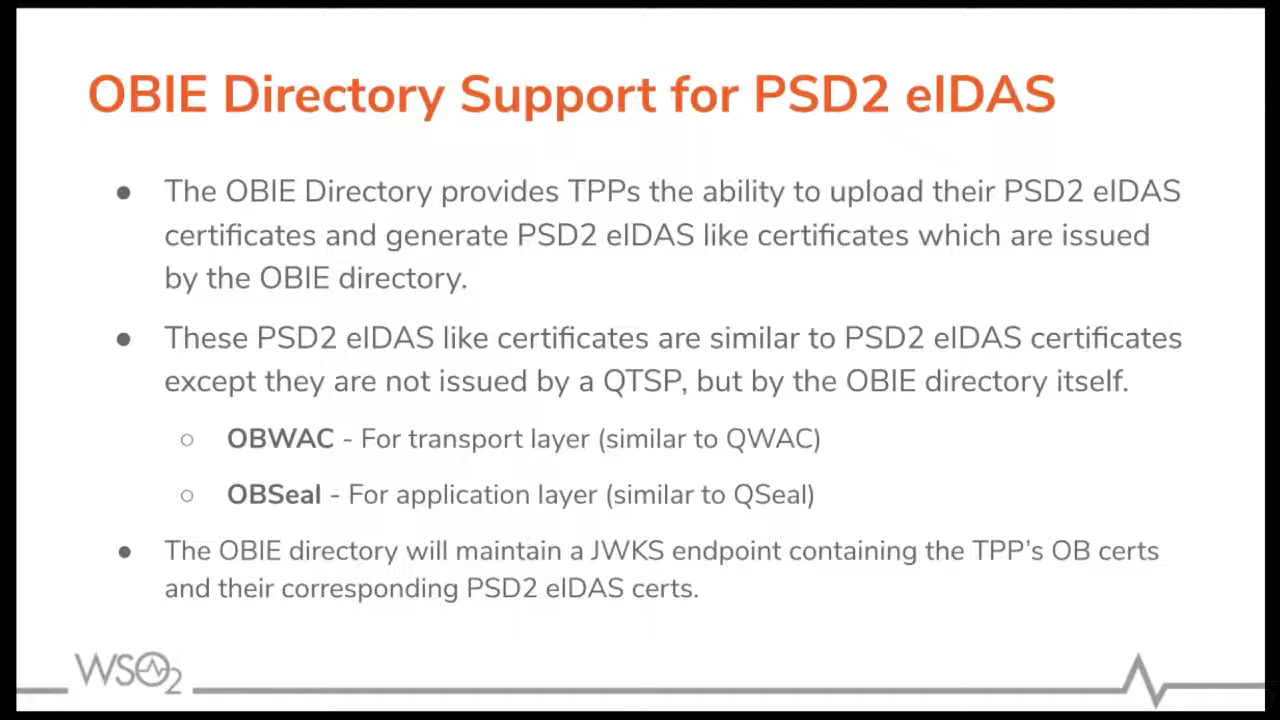 OBIE Directory Support for PSD2 eIDAS
● The OBIE Directory provides TPPs the ability to upload their PSD2 eIDAS
certificates and generate PSD2 eIDAS like certificates which are issued
by the OBIE directory.
● These PSD2 eIDAS like certificates are similar to PSD2 eIDAS certificates
except they are not issued by a QTSP, but by the OBIE directory itself.
○ OBWAC - For transport layer (similar to QWAC)
○ OBSeal - For application layer (similar to QSeal)
● The OBIE directory will maintain a JWKS endpoint containing the TPP’s OB certs
and their corresponding PSD2 eIDAS certs.
WSO2